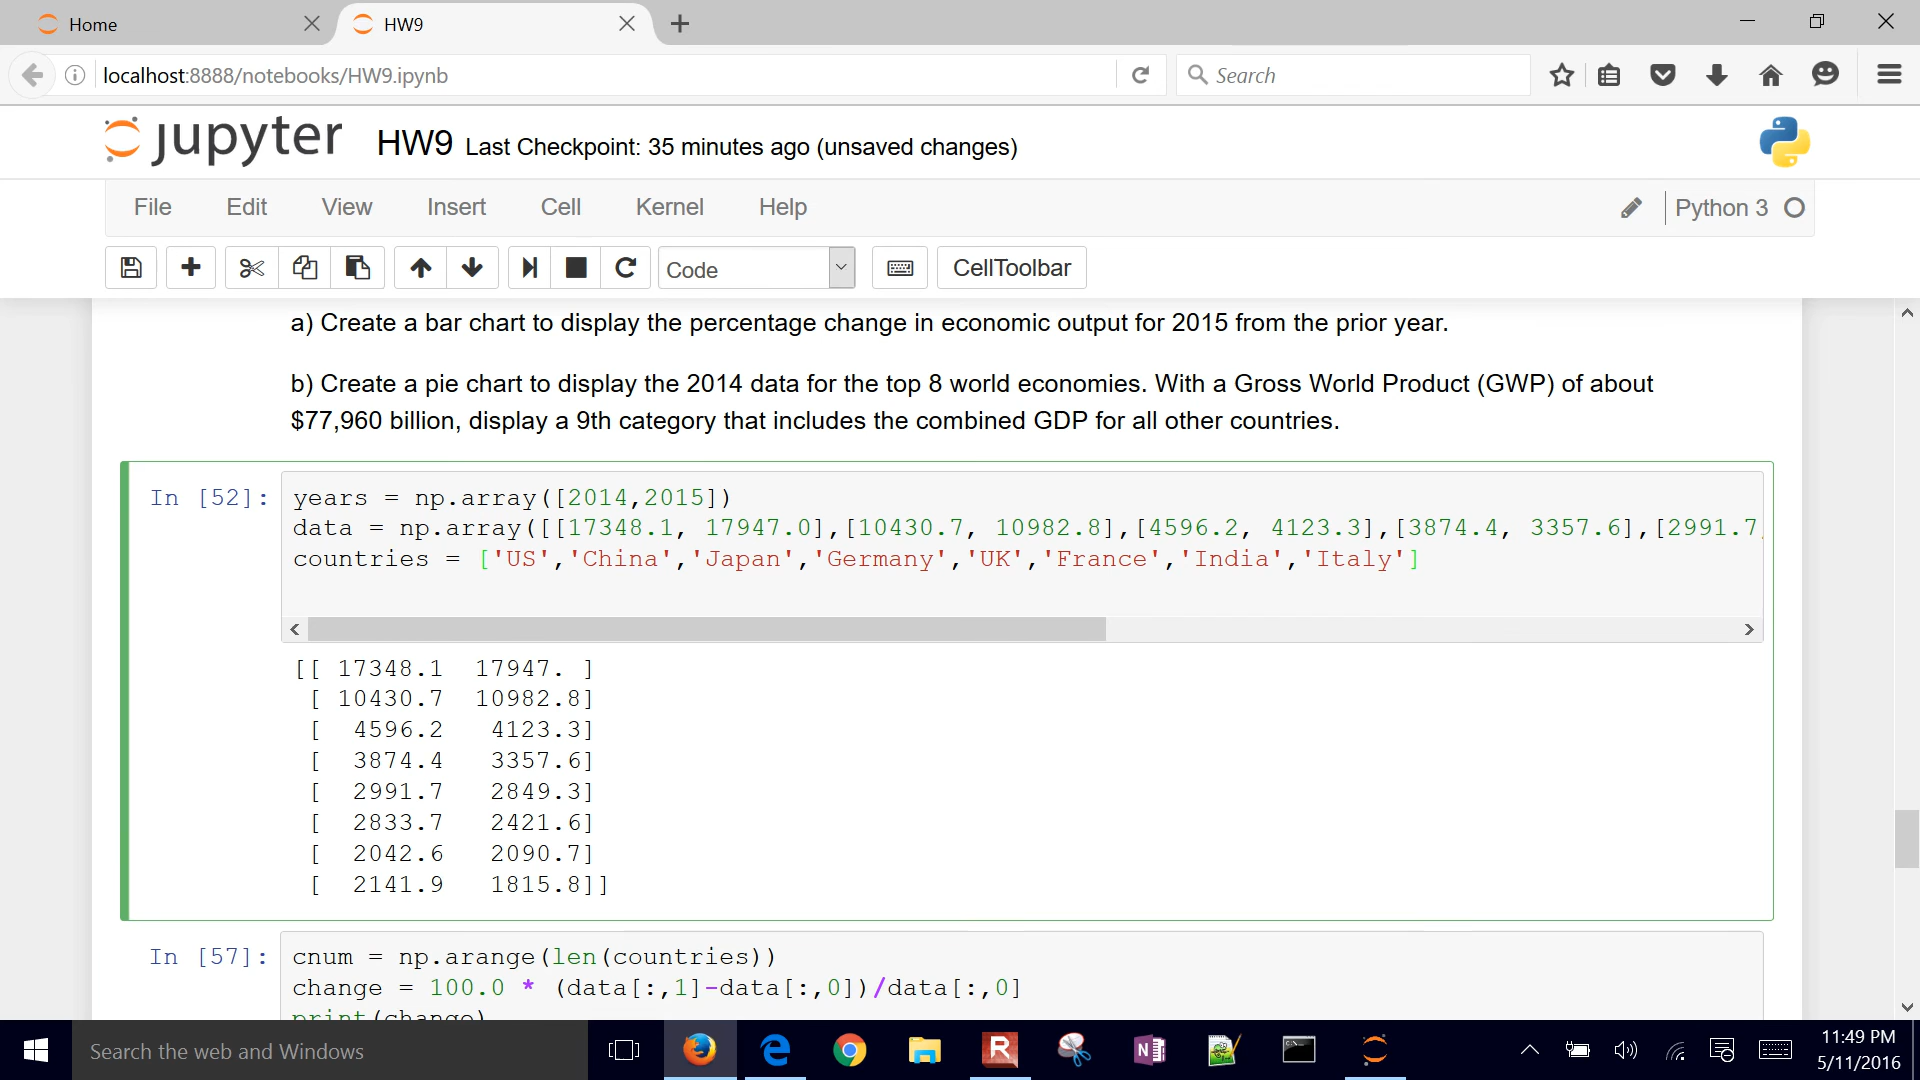 Home
HW9
localhost:8888/notebooks/HW9.ipynb
Search
jupyter HW9 Last Checkpoint: 35 minutes ago (unsaved changes)
File Edit View Insert Cell Kernel Help
Python 3
Code
CellToolbar
a) Create a bar chart to display the percentage change in economic output for 2015 from the prior year.
b) Create a pie chart to display the 2014 data for the top 8 world economies. With a Gross World Product (GWP) of about
$77,960 billion, display a 9th category that includes the combined GDP for all other countries.
In [52]: years = np.array([2014,2015])
data = np.array([[17348.1, 17947.0],[10430.7, 10982.8],[4596.2, 4123.3],[3874.4, 3357.6],[2991.7,
countries = ['US','China','Japan','Germany','UK','France','India','Italy']
[[ 17348.1 17947. ]
[ 10430.7 10982.8]
[ 4596.2 4123.3]
[ 3874.4 3357.6]
[ 2991.7 2849.3]
[ 2833.7 2421.6]
[ 2042.6 2090.7]
[ 2141.9 1815.8]]
In [57]: cnum = np.arange(len(countries))
change = 100.0 * (data[:,1]-data[:,0])/data[:,0]
print(change)
Search the web and Windows
11:49 PM
5/11/2016